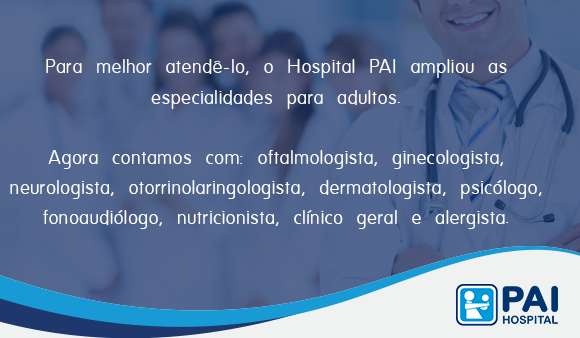 Para melhor atendê-lo, o Hospital PAI ampliou as
especialidades para adultos.
Agora contamos com: oftalmologista, ginecologista,
neurologista, otorrinolaringologista, dermatologista, psicólogo,
fonoaudiólogo, nutricionista, clínico geral e alergista.
PAI
HOSPITAL